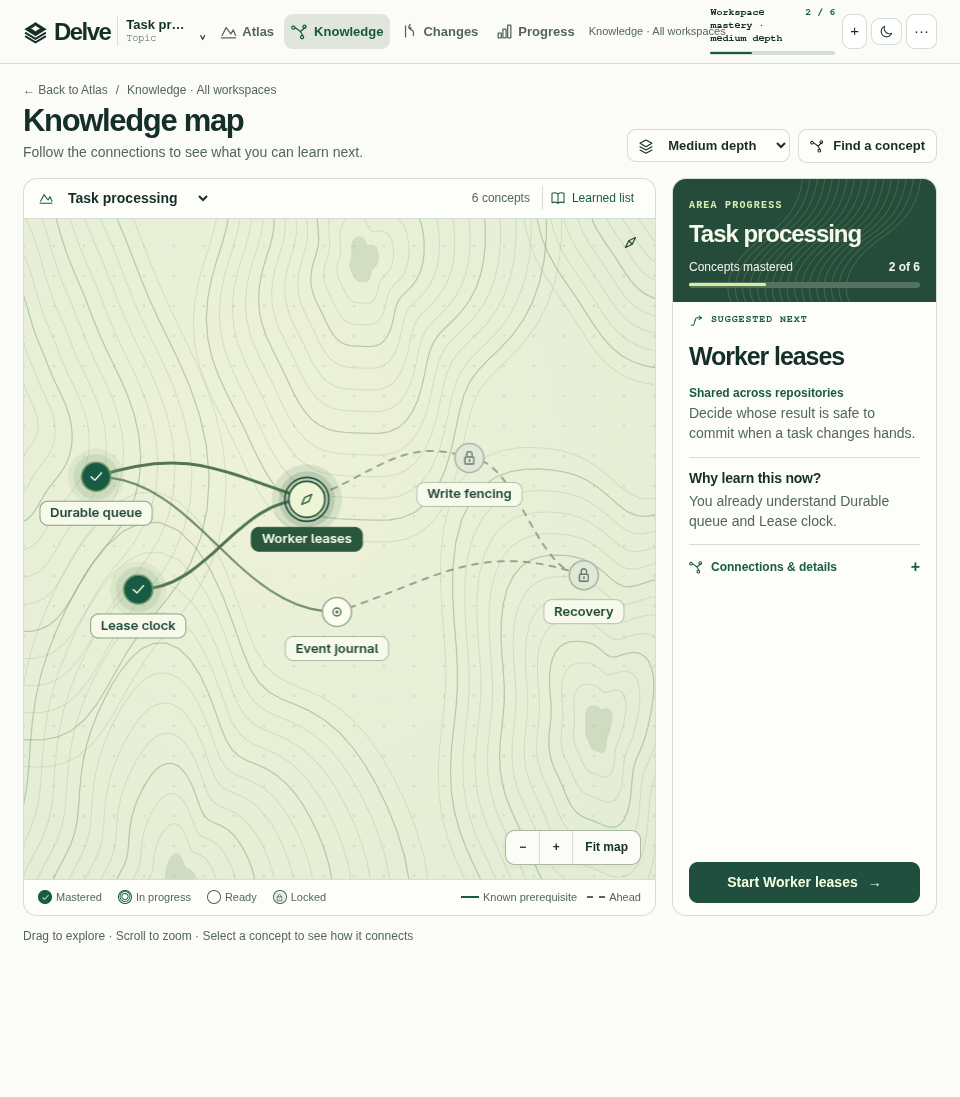 Delve
Task pr...
Topic
Atlas
Knowledge
Changes
Progress
Knowledge · All workspaces
Workspace mastery · medium depth
2 / 6
+
...
← Back to Atlas / Knowledge · All workspaces
Knowledge map
Follow the connections to see what you can learn next.
Medium depth
Find a concept
Task processing
6 concepts
Learned list
Durable queue
Worker leases
Write fencing
Lease clock
Event journal
Recovery
− + Fit map
Mastered
In progress
Ready
Locked
Known prerequisite
Ahead
Drag to explore · Scroll to zoom · Select a concept to see how it connects
AREA PROGRESS
Task processing
Concepts mastered
2 of 6
SUGGESTED NEXT
Worker leases
Shared across repositories
Decide whose result is safe to
commit when a task changes hands.
Why learn this now?
You already understand Durable
queue and Lease clock.
Connections & details +
Start Worker leases →